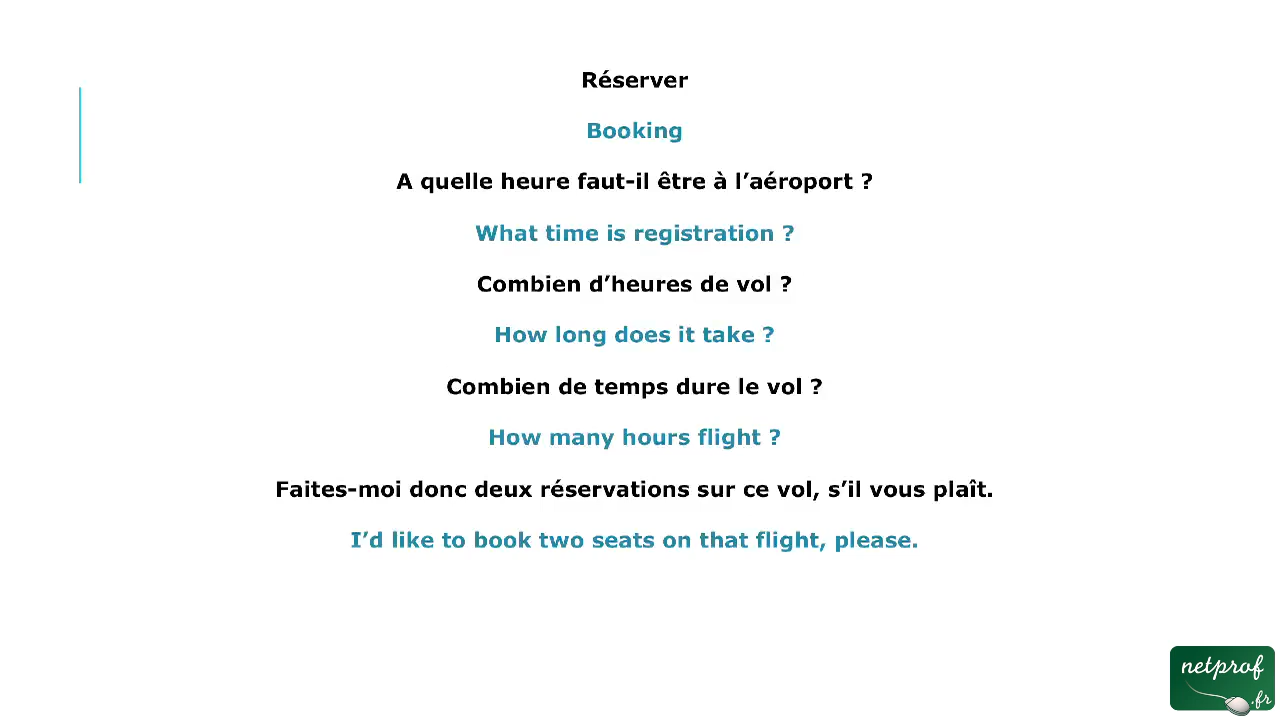 Réserver
Booking
A quelle heure faut-il être à l’aéroport ?
What time is registration ?
Combien d’heures de vol ?
How long does it take ?
Combien de temps dure le vol ?
How many hours flight ?
Faites-moi donc deux réservations sur ce vol, s’il vous plaît.
I’d like to book two seats on that flight, please.
netprof
.fr